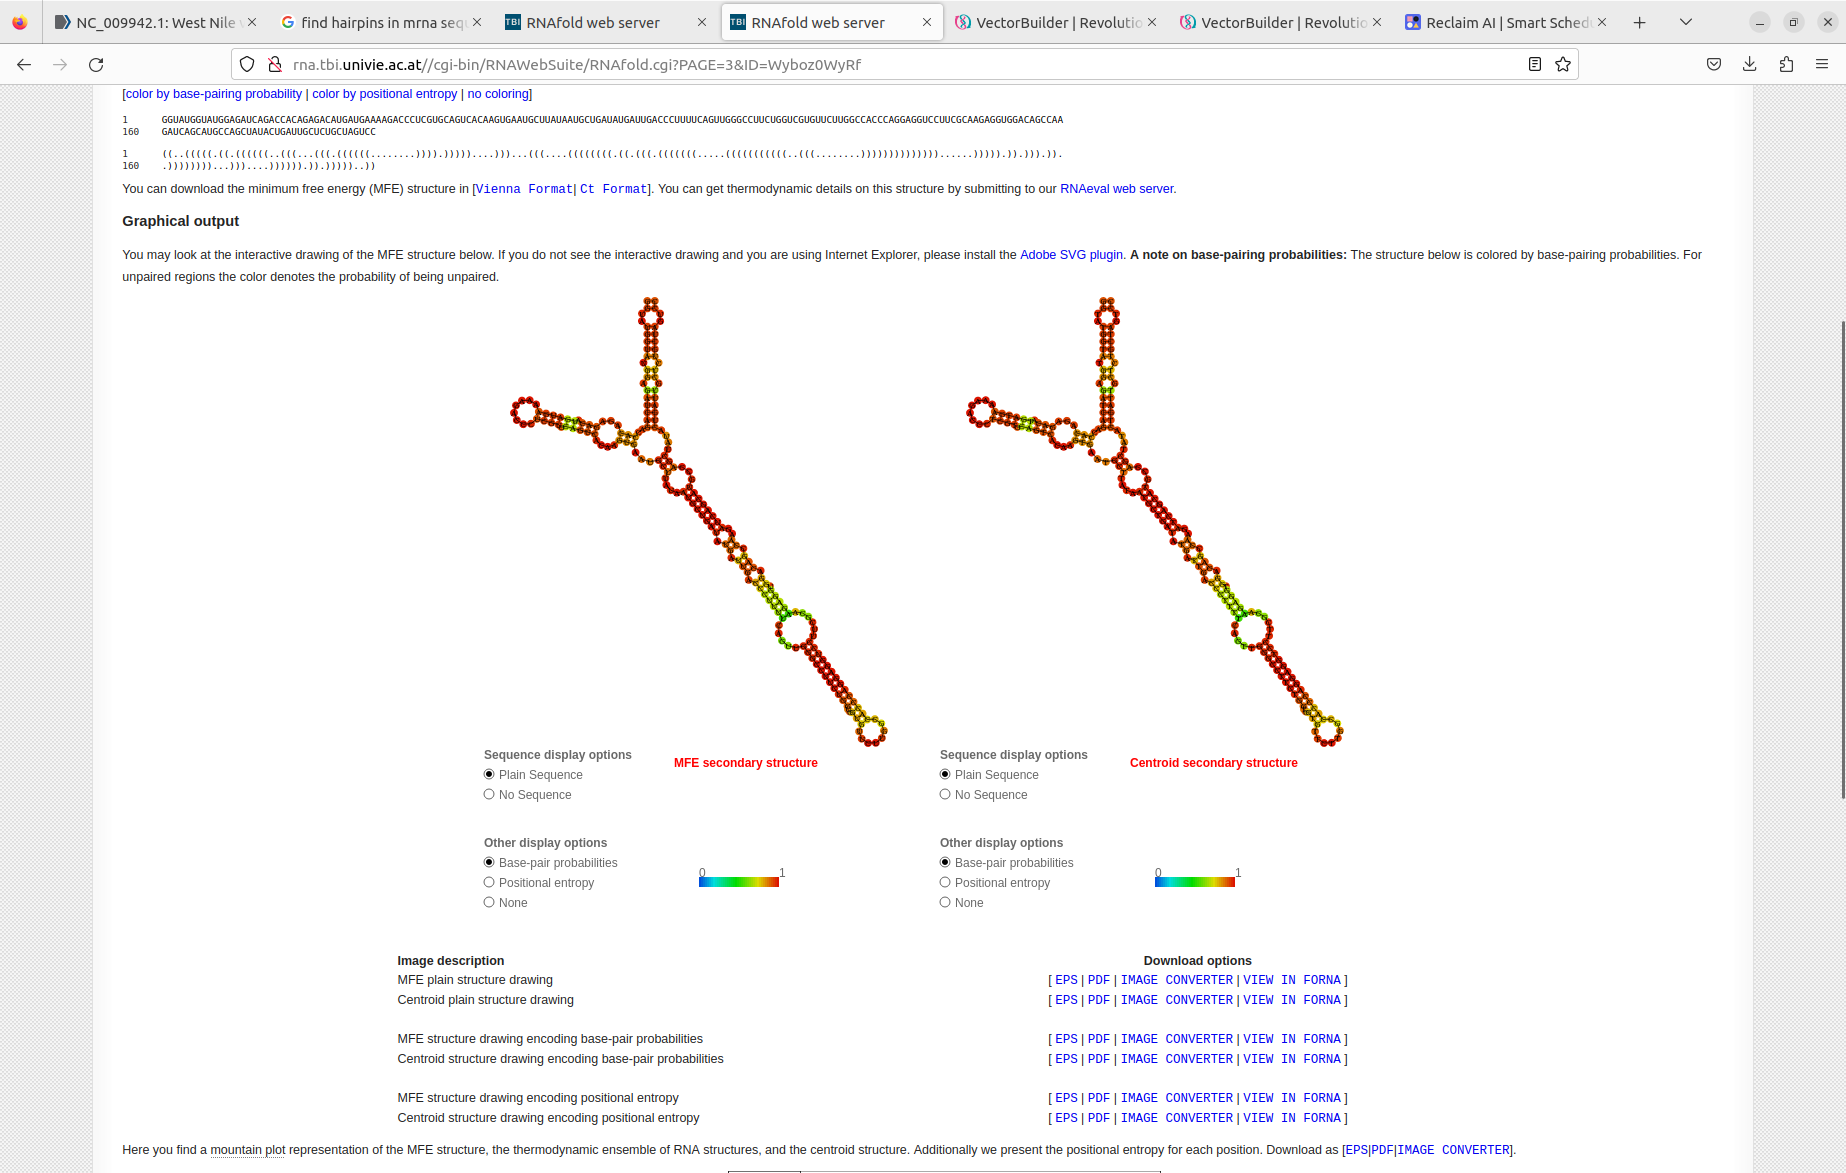 NC_009942.1: West Nile
find hairpins in mrna seq
RNAfold web server
RNAfold web server
VectorBuilder | Revolutio
VectorBuilder | Revolutio
Reclaim AI | Smart Sched
rna.tbi.univie.ac.at//cgi-bin/RNAWebSuite/RNAfold.cgi?PAGE=3&ID=Wyboz0WyRf
[color by base-pairing probability | color by positional entropy | no coloring]
1 GGUAUGGUAUGGAGAUCAGACCACAGAGACAUGAUGAAAAGACCCUCGUGCAGUCACAAGUGAAUGCUUAUAAUGCUGAUAUGAUUGACCCUUUUCAGUUGGGCCUUCUGGUCGUGUUCUUGGCCACCCAGGAGGUCCUUCGCAAGAGGUGGACAGCCAA
160 GAUCAGCAUGCCAGCUAUACUGAUUGCUCUGCUAGUCC
1 ((..(((((.((.((((((..(((...(((.((((((........)))).)))))....)))...(((....((((((((.((.(((.(((((((.....(((((((((((..(((........))))))))))))))......))))).)).))).)).
160 .))))))))...)))....)))))).)).)))))..))
You can download the minimum free energy (MFE) structure in [Vienna Format| Ct Format]. You can get thermodynamic details on this structure by submitting to our RNAeval web server.
Graphical output
You may look at the interactive drawing of the MFE structure below. If you do not see the interactive drawing and you are using Internet Explorer, please install the Adobe SVG plugin. A note on base-pairing probabilities: The structure below is colored by base-pairing probabilities. For
unpaired regions the color denotes the probability of being unpaired.
Sequence display options
MFE secondary structure
Plain Sequence
No Sequence
Other display options
Base-pair probabilities
Positional entropy
None
0 1
Sequence display options
Centroid secondary structure
Plain Sequence
No Sequence
Other display options
Base-pair probabilities
Positional entropy
None
0 1
Image description Download options
MFE plain structure drawing [ EPS | PDF | IMAGE CONVERTER | VIEW IN FORNA ]
Centroid plain structure drawing [ EPS | PDF | IMAGE CONVERTER | VIEW IN FORNA ]
MFE structure drawing encoding base-pair probabilities [ EPS | PDF | IMAGE CONVERTER | VIEW IN FORNA ]
Centroid structure drawing encoding base-pair probabilities [ EPS | PDF | IMAGE CONVERTER | VIEW IN FORNA ]
MFE structure drawing encoding positional entropy [ EPS | PDF | IMAGE CONVERTER | VIEW IN FORNA ]
Centroid structure drawing encoding positional entropy [ EPS | PDF | IMAGE CONVERTER | VIEW IN FORNA ]
Here you find a mountain plot representation of the MFE structure, the thermodynamic ensemble of RNA structures, and the centroid structure. Additionally we present the positional entropy for each position. Download as [EPS|PDF|IMAGE CONVERTER].